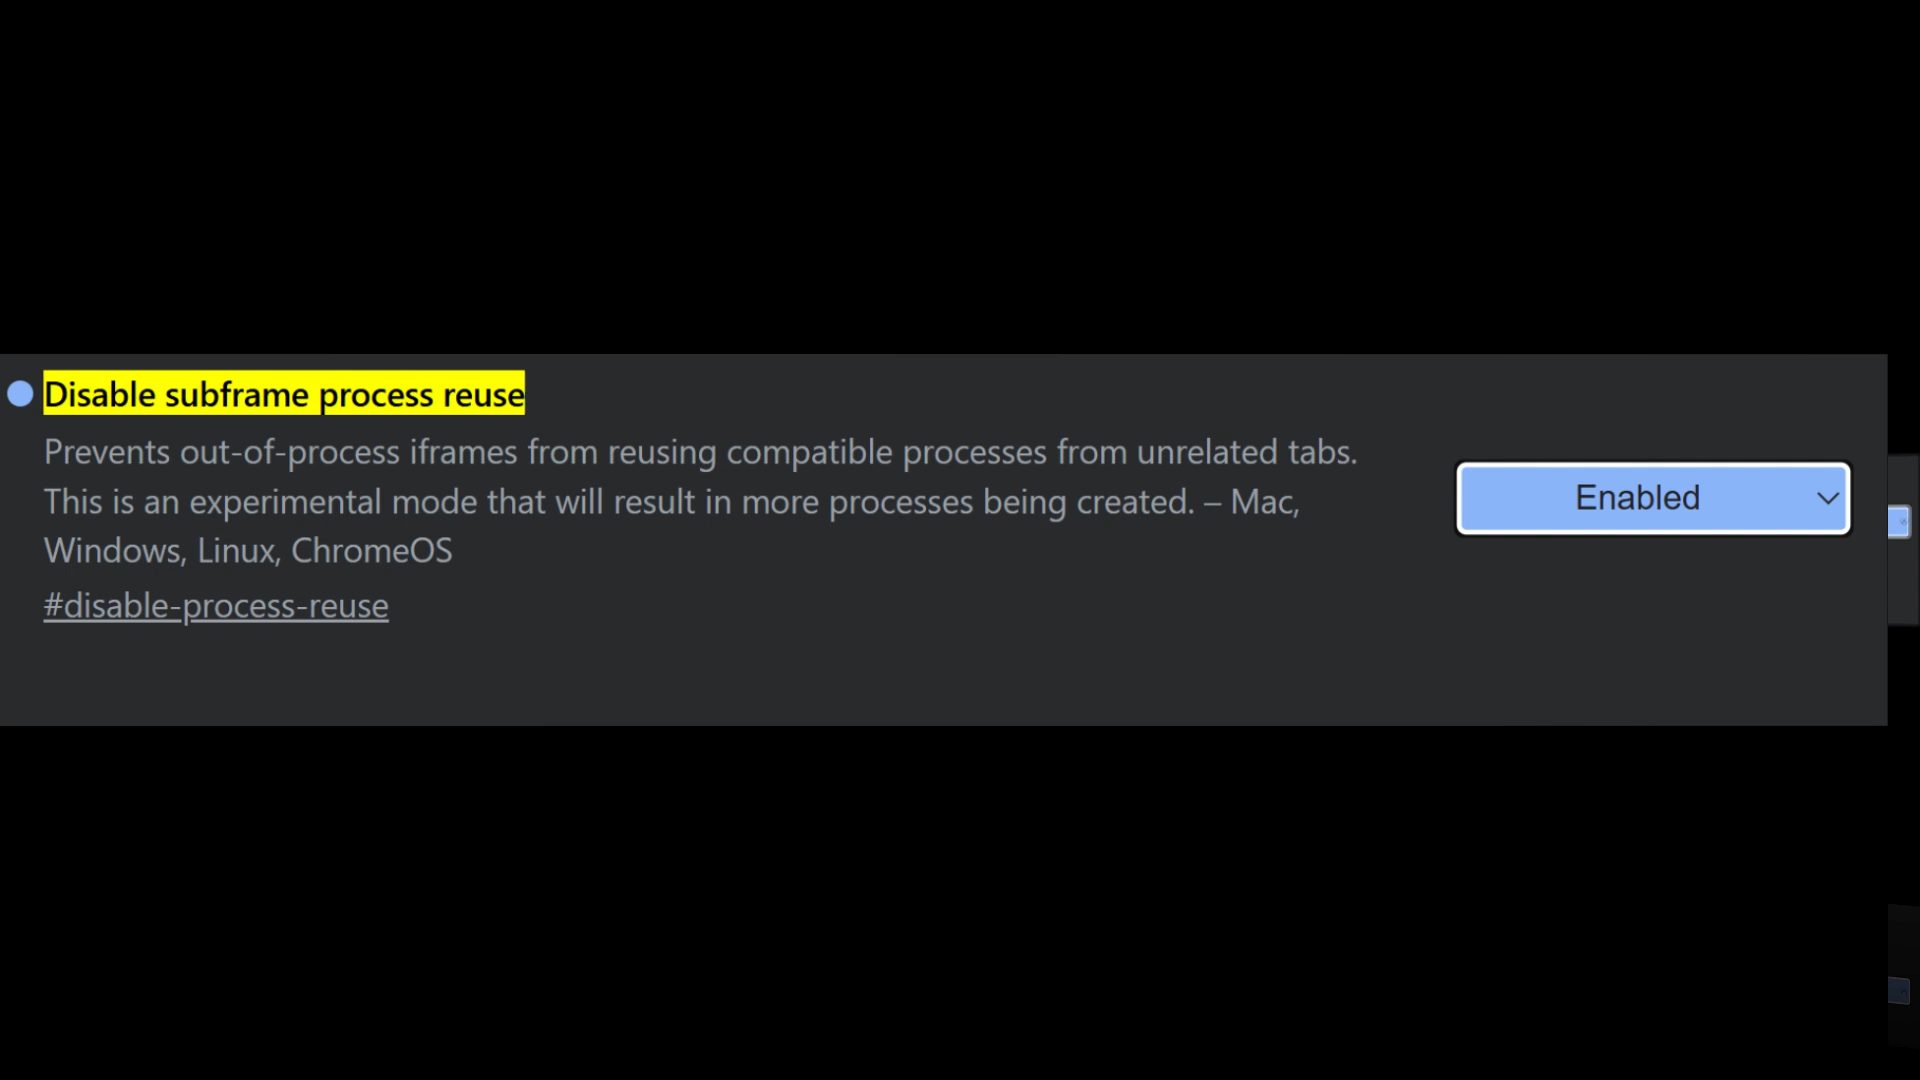 Disable subframe process reuse
Prevents out-of-process iframes from reusing compatible processes from unrelated tabs.
This is an experimental mode that will result in more processes being created. – Mac,
Windows, Linux, ChromeOS
#disable-process-reuse
Enabled